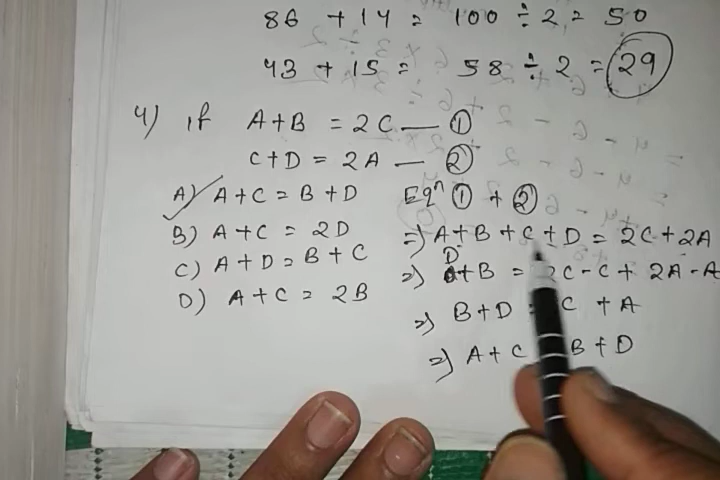 86 + 14 = 100 ÷ 2 = 50
43 + 15 = 58 ÷ 2 = 29
4) If A+B = 2C — ①
C+D = 2A — ②
A) A+C = B+D
B) A+C = 2D
C) A+D = B+C
D) A+C = 2B
Eqn ① + ②
=) A+B+C+D = 2C+2A
=) D+B = 2C-C+ 2A-A
=) B+D = C +A
=) A+C = B+D